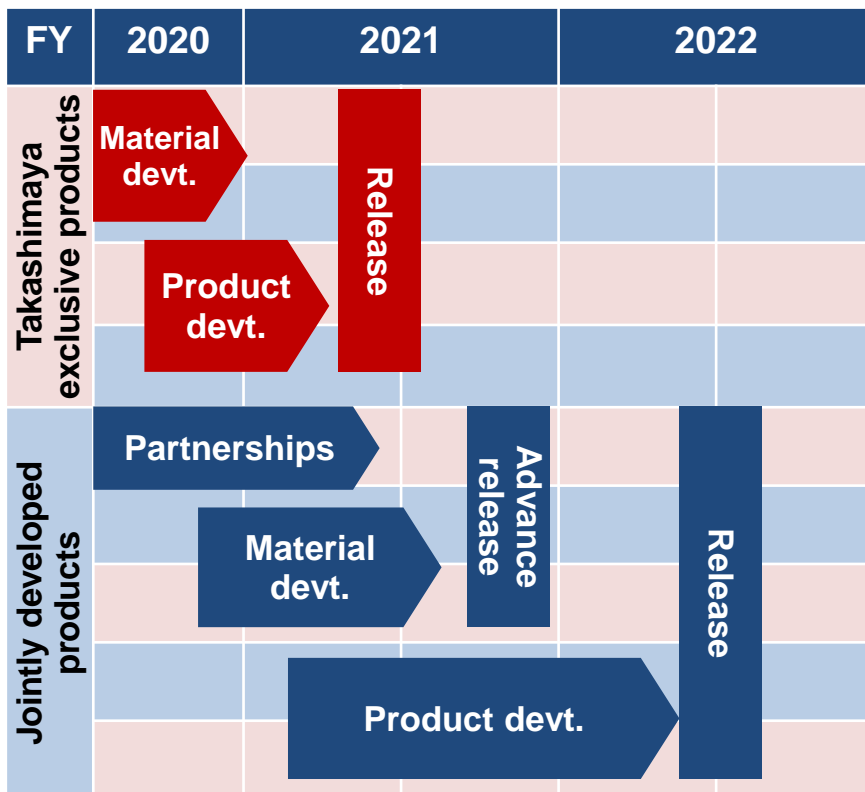 FY
2020
2021
2022
Takashimaya
exclusive products
Material
devt.
Product
devt.
Release
Jointly developed
products
Partnerships
Material
devt.
Advance
release
Product devt.
Release